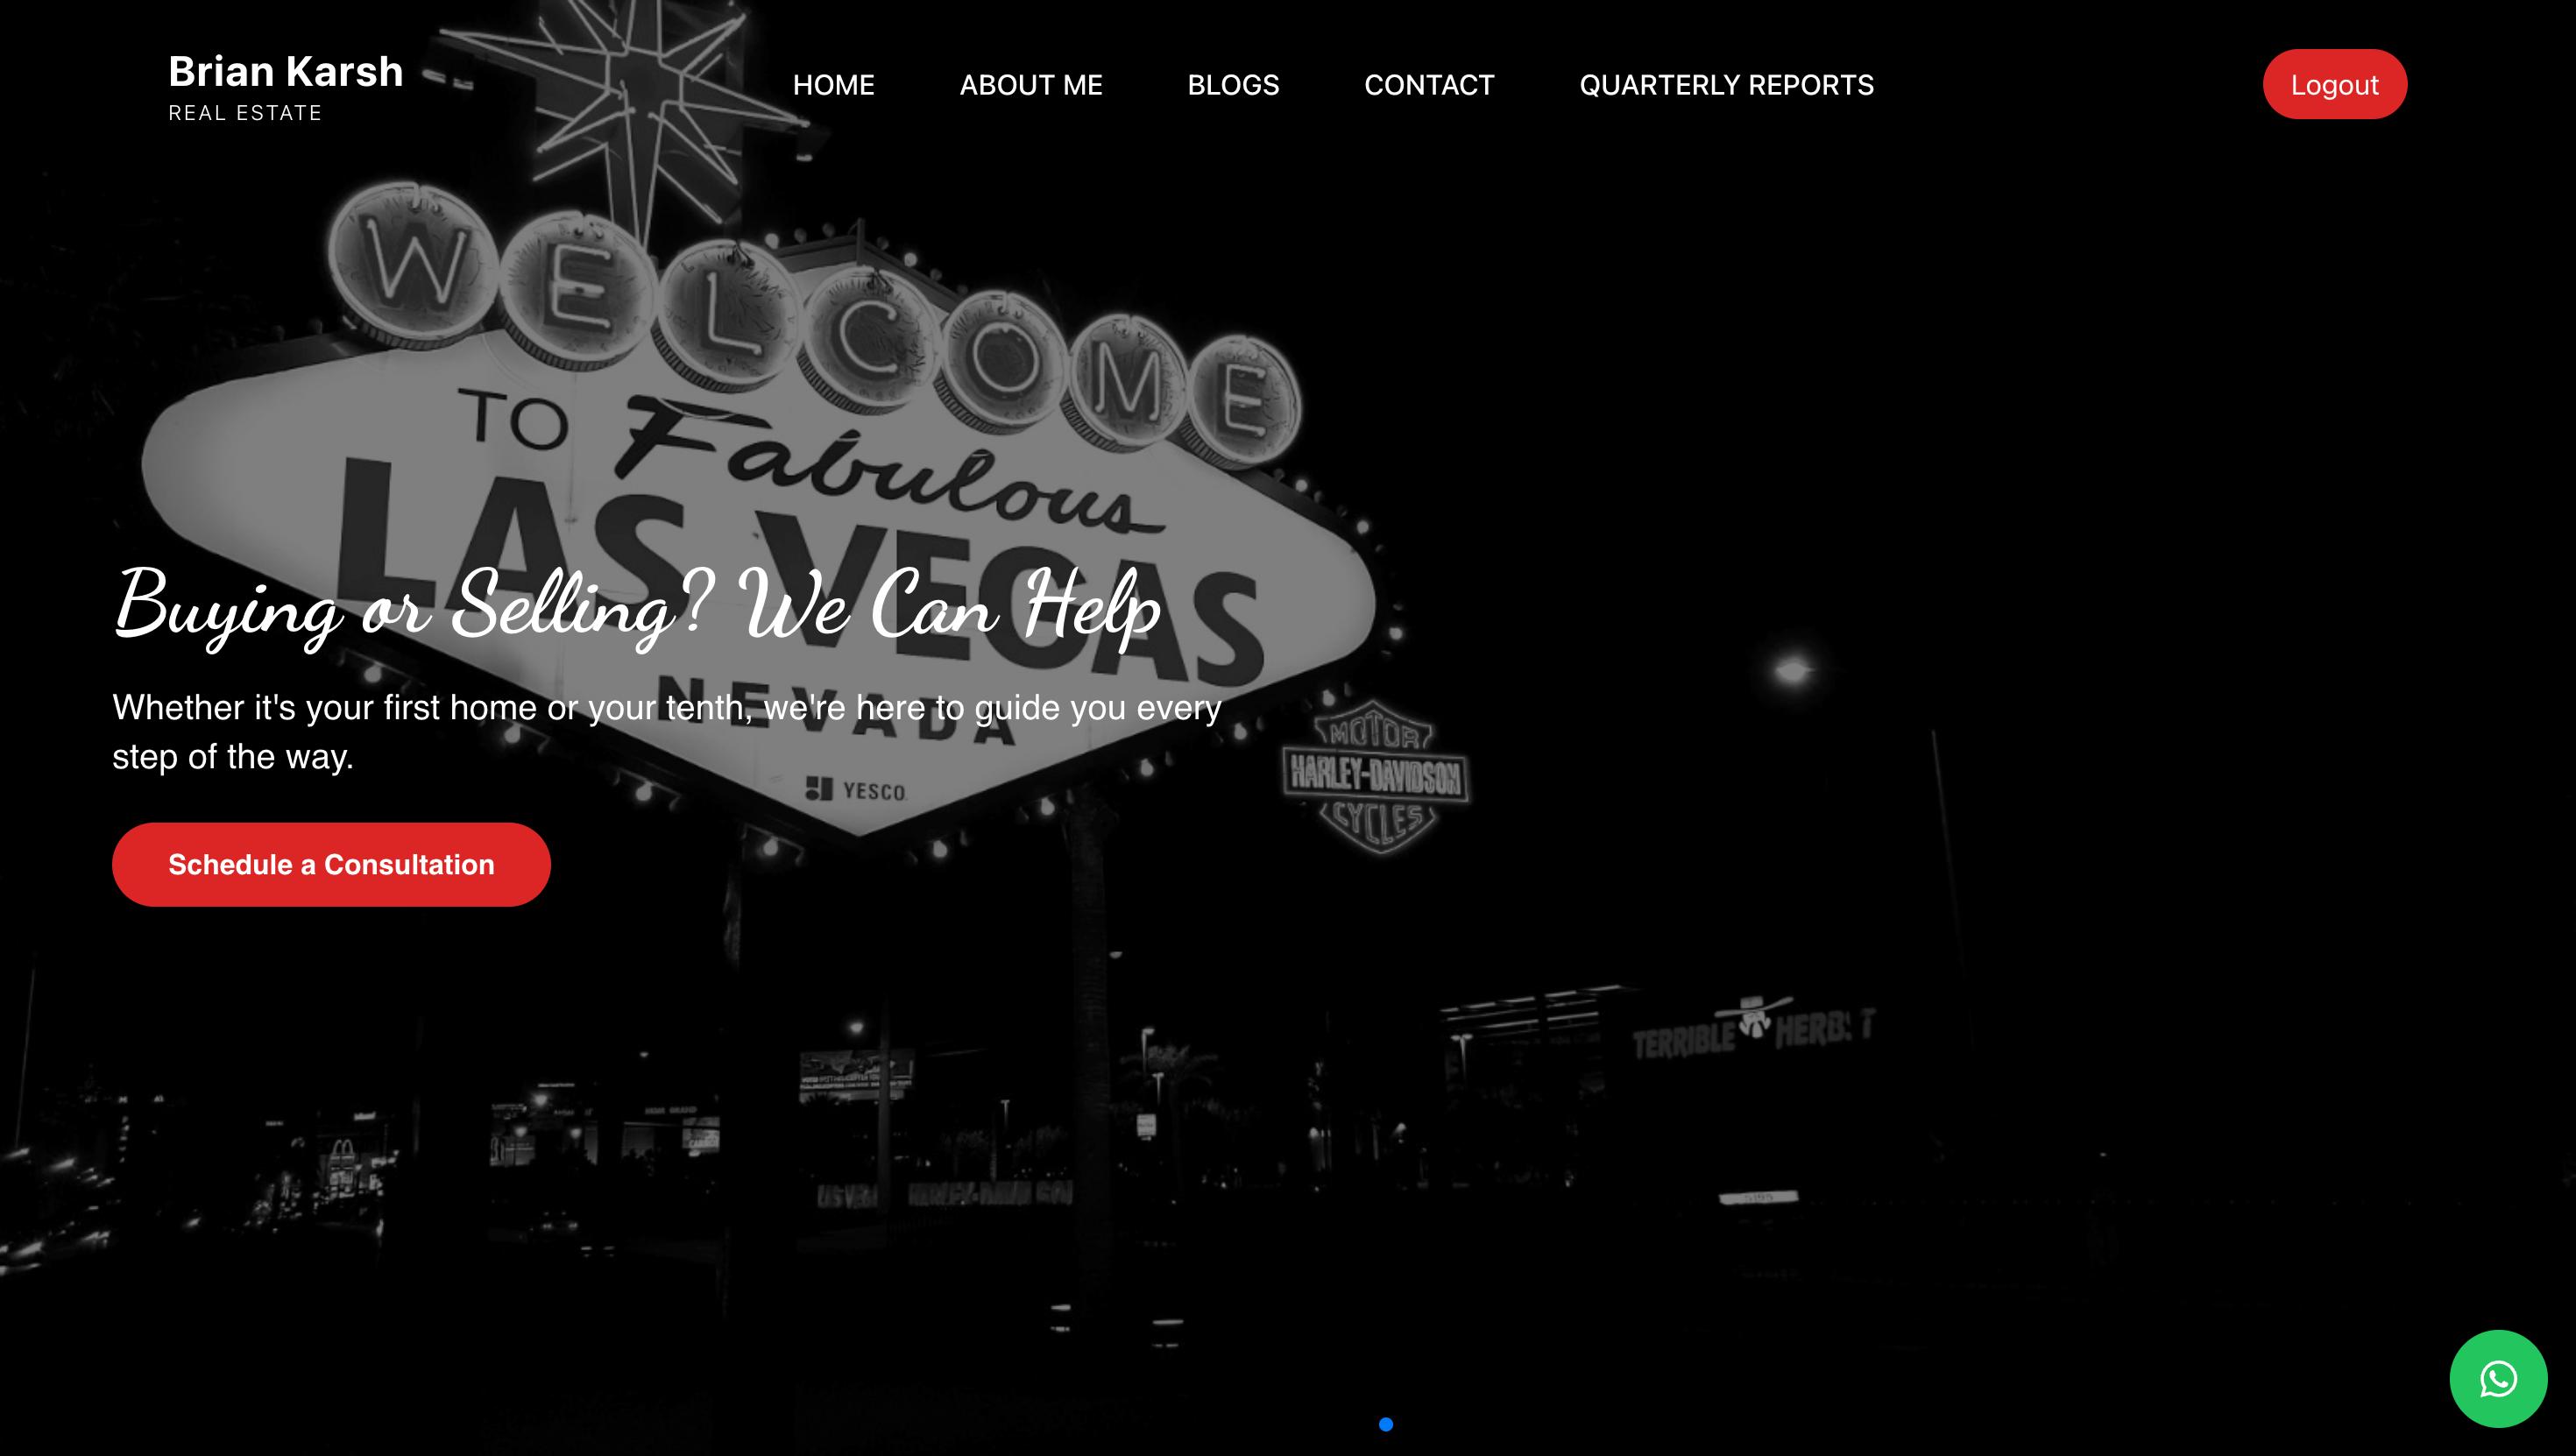 Brian Karsh
REAL ESTATE
HOME
ABOUT ME
BLOGS
CONTACT
QUARTERLY REPORTS
Logout
WELCOME
TO Fabulous
LAS VEGAS
NEVADA
YESCO
Buying or Selling? We Can Help
Whether it's your first home or your tenth, we're here to guide you every
step of the way.
Schedule a Consultation
MOTOR
HARLEY-DAVIDSON
CYCLES
TERRIBLE